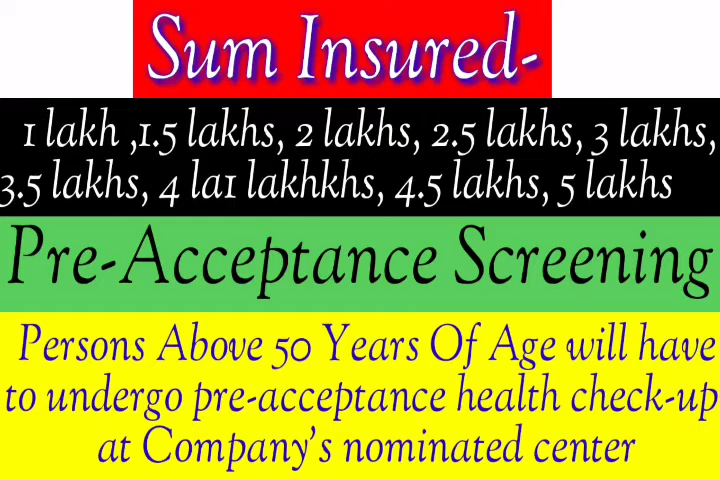 Sum Insured-
1 lakh ,1.5 lakhs, 2 lakhs, 2.5 lakhs, 3 lakhs,
3.5 lakhs, 4 la1 lakhkhs, 4.5 lakhs, 5 lakhs
Pre-Acceptance Screening
Persons Above 50 Years Of Age will have
to undergo pre-acceptance health check-up
at Company's nominated center